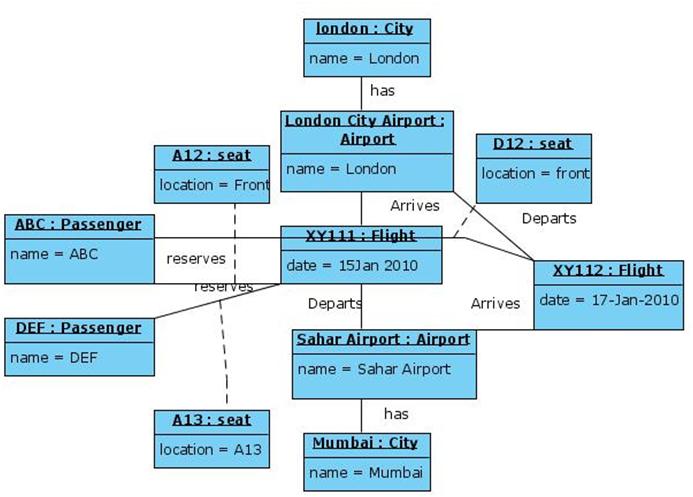 london : City
name = London
has
London City Airport :
Airport
name = London
A12 : seat
location = Front
D12 : seat
location = front
Arrives
Departs
ABC : Passenger
name = ABC
reserves
reserves
XY111 : Flight
date = 15Jan 2010
XY112 : Flight
date = 17-Jan-2010
Departs
Arrives
DEF : Passenger
name = DEF
Sahar Airport : Airport
name = Sahar Airport
A13 : seat
location = A13
has
Mumbai : City
name = Mumbai